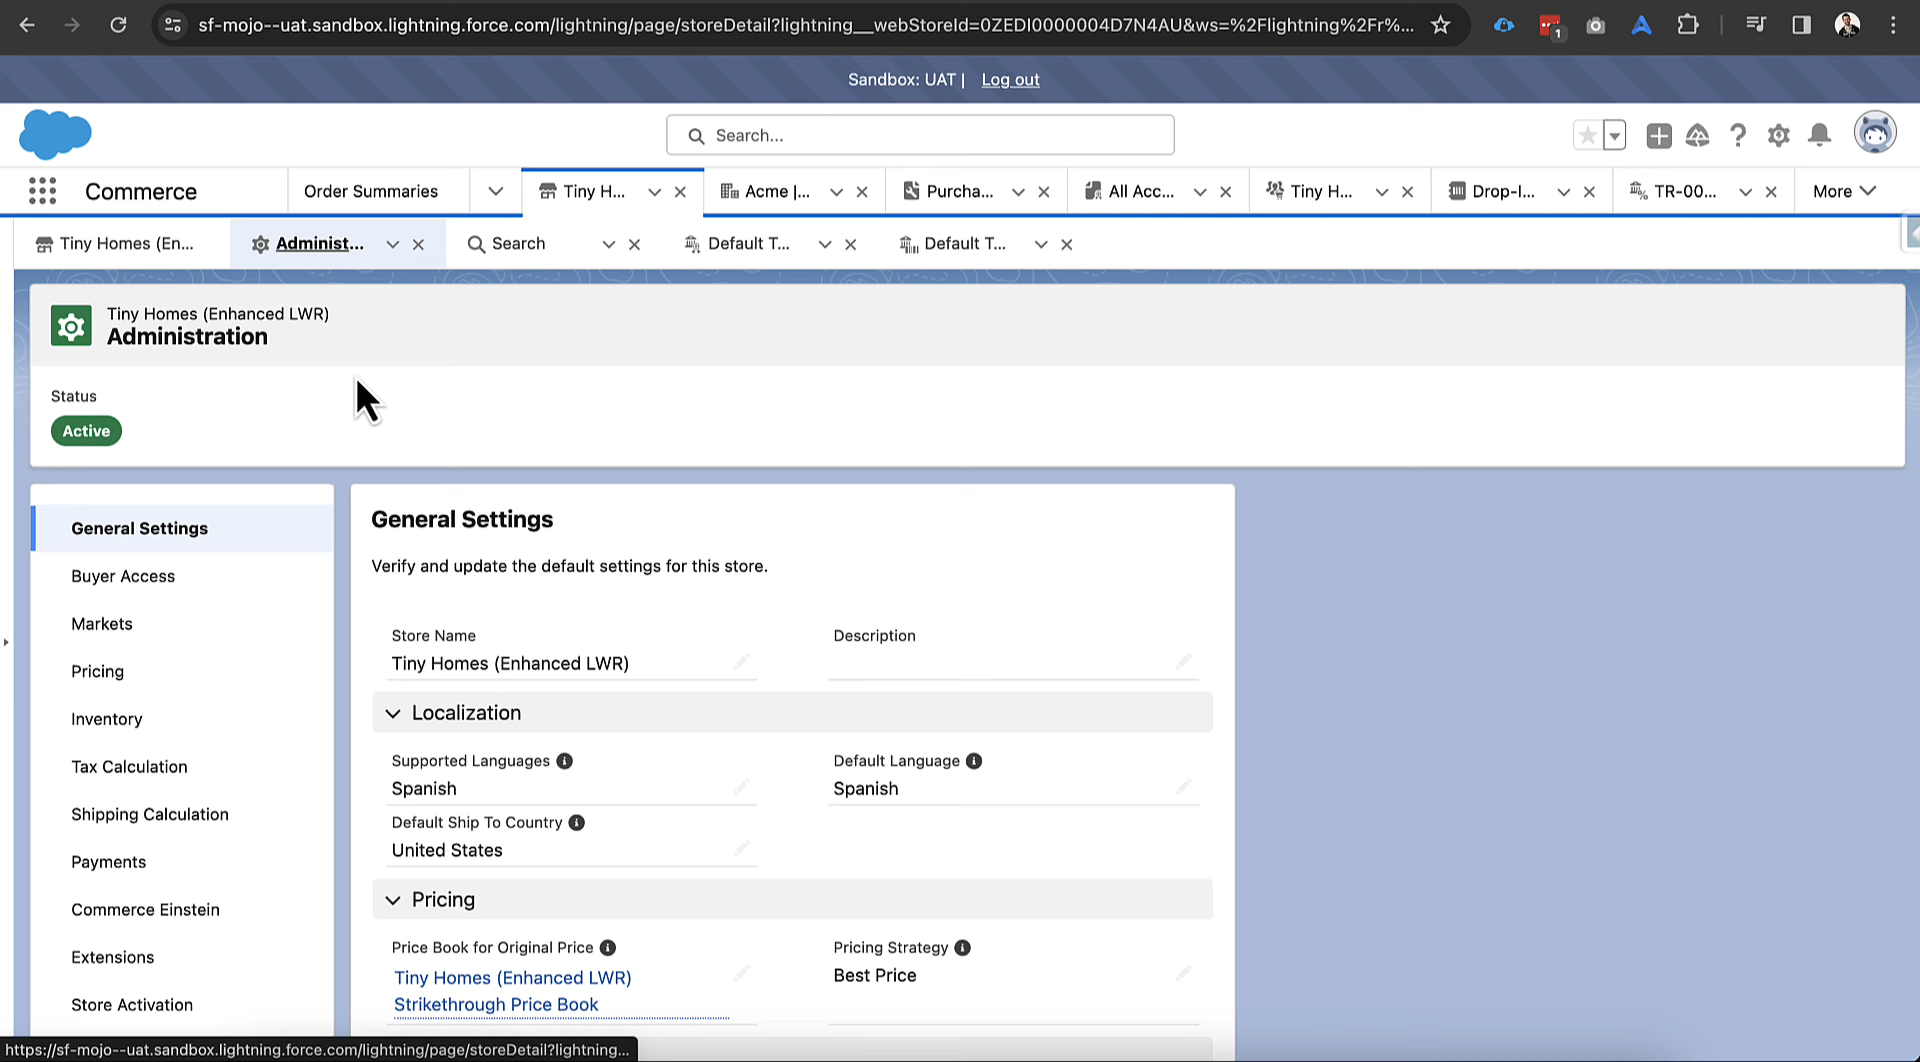 sf-mojo--uat.sandbox.lightning.force.com/lightning/page/storeDetail?lightning__webStoreId=0ZEDI0000004D7N4AU&ws=%2Flightning%2Fr%...
1
Sandbox: UAT |
Log out
Search...
Commerce
Order Summaries
Tiny H...
Acme |...
Purcha...
All Acc...
Tiny H...
Drop-I...
TR-00...
More
Tiny Homes (En...
Administ...
Search
Default T...
Default T...
Tiny Homes (Enhanced LWR)
Administration
Status
Active
General Settings
Buyer Access
Markets
Pricing
Inventory
Tax Calculation
Shipping Calculation
Payments
Commerce Einstein
Extensions
Store Activation
General Settings
Verify and update the default settings for this store.
Store Name
Tiny Homes (Enhanced LWR)
Description
Localization
Supported Languages
Spanish
Default Language
Spanish
Default Ship To Country
United States
Pricing
Price Book for Original Price
Tiny Homes (Enhanced LWR)
Strikethrough Price Book
Pricing Strategy
Best Price
https://sf-mojo--uat.sandbox.lightning.force.com/lightning/page/storeDetail?lightning...